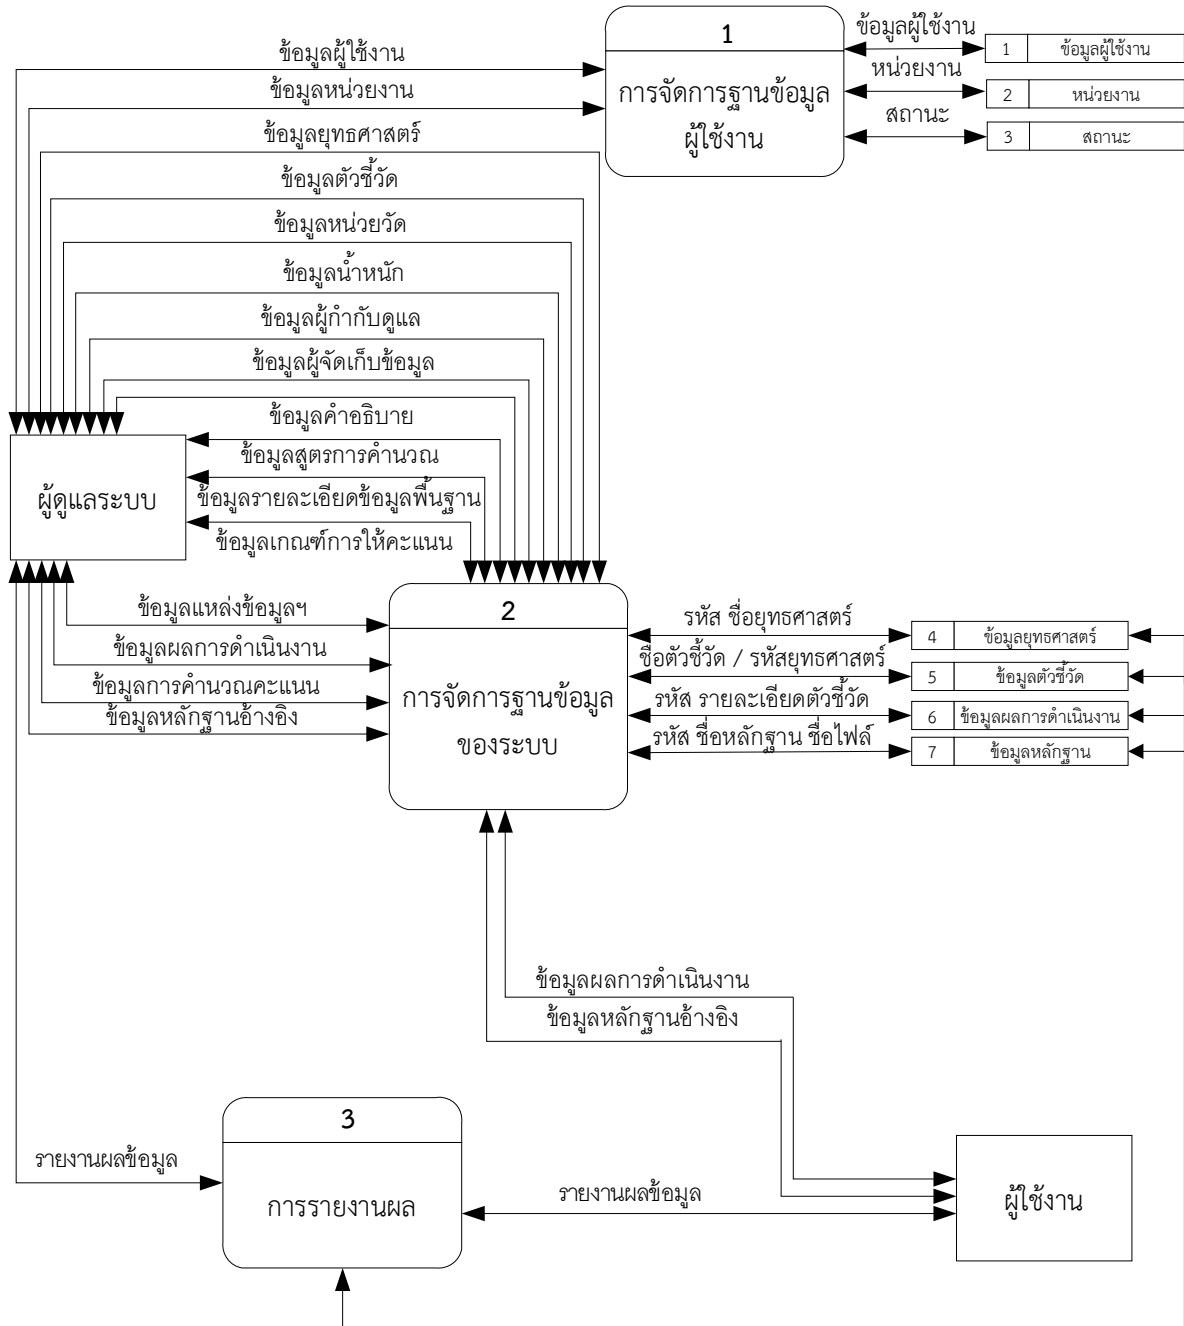 1
การจัดการฐานข้อมูล
ผู้ใช้งาน
ข้อมูลผู้ใช้งาน
1 ข้อมูลผู้ใช้งาน
หน่วยงาน
2 หน่วยงาน
สถานะ
3 สถานะ
ข้อมูลผู้ใช้งาน
ข้อมูลหน่วยงาน
ข้อมูลยุทธศาสตร์
ข้อมูลตัวชี้วัด
ข้อมูลหน่วยวัด
ข้อมูลน้ำหนัก
ข้อมูลผู้กำกับดูแล
ข้อมูลผู้จัดเก็บข้อมูล
ข้อมูลคำอธิบาย
ข้อมูลสูตรการคำนวณ
ข้อมูลรายละเอียดข้อมูลพื้นฐาน
ข้อมูลเกณฑ์การให้คะแนน
ผู้ดูแลระบบ
ข้อมูลแหล่งข้อมูลฯ
ข้อมูลผลการดำเนินงาน
ข้อมูลการคำนวณคะแนน
ข้อมูลหลักฐานอ้างอิง
2
การจัดการฐานข้อมูล
ของระบบ
รหัส ชื่อยุทธศาสตร์
4 ข้อมูลยุทธศาสตร์
ชื่อตัวชี้วัด / รหัสยุทธศาสตร์
5 ข้อมูลตัวชี้วัด
รหัส รายละเอียดตัวชี้วัด
6 ข้อมูลผลการดำเนินงาน
รหัส ชื่อหลักฐาน ชื่อไฟล์
7 ข้อมูลหลักฐาน
ข้อมูลผลการดำเนินงาน
ข้อมูลหลักฐานอ้างอิง
3
การรายงานผล
รายงานผลข้อมูล
รายงานผลข้อมูล
ผู้ใช้งาน